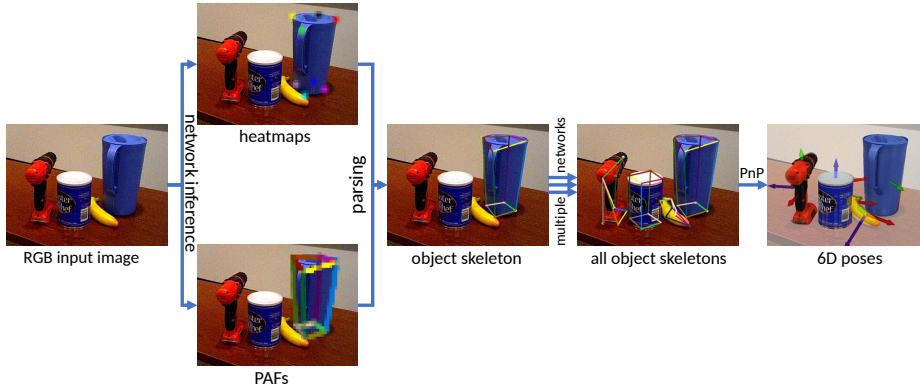 RGB input image
network inference
heatmaps
PAFs
parsing
object skeleton
multiple networks
all object skeletons
PnP
6D poses